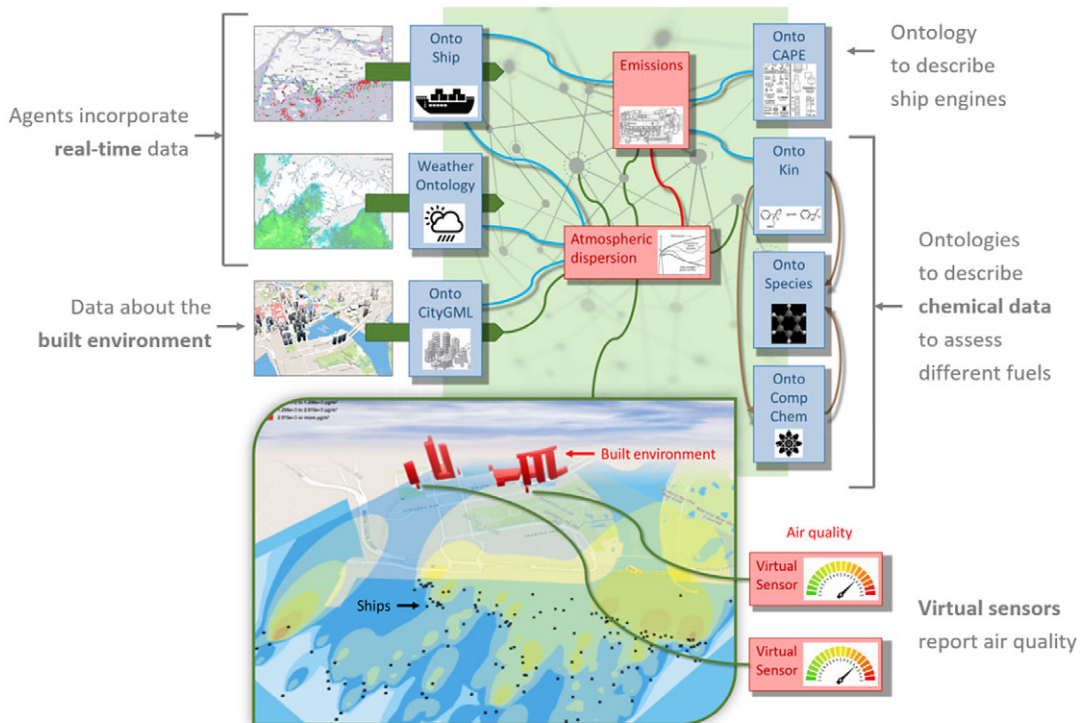 Onto
Ship
Emissions
Onto
CAPE
Ontology
to describe
ship engines
Agents incorporate
real-time data
Weather
Ontology
Onto
Kin
Atmospheric
dispersion
Data about the
built environment
Onto
CityGML
Onto
Species
Onto
Comp
Chem
Ontologies
to describe
chemical data
to assess
different fuels
Built environment
Ships
Air quality
Virtual
Sensor
Virtual
Sensor
Virtual sensors
report air quality